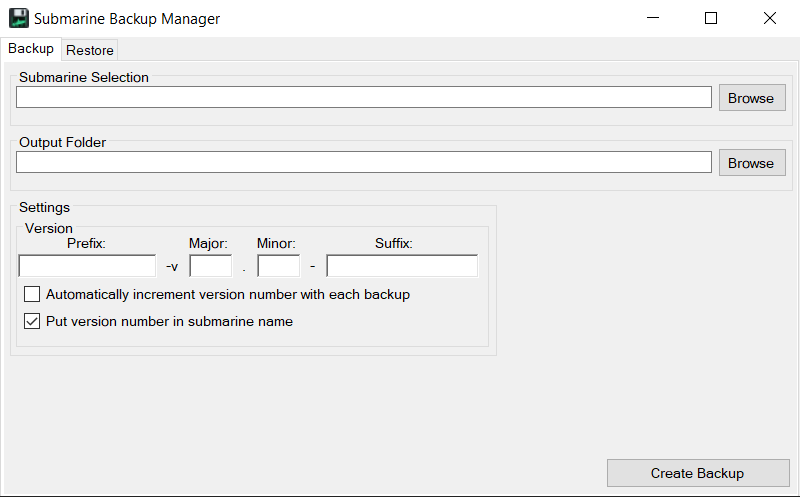 Submarine Backup Manager
Backup Restore
Submarine Selection
Browse
Output Folder
Browse
Settings
Version
Prefix: Major: Minor: Suffix:
-v . -
Automatically increment version number with each backup
Put version number in submarine name
Create Backup